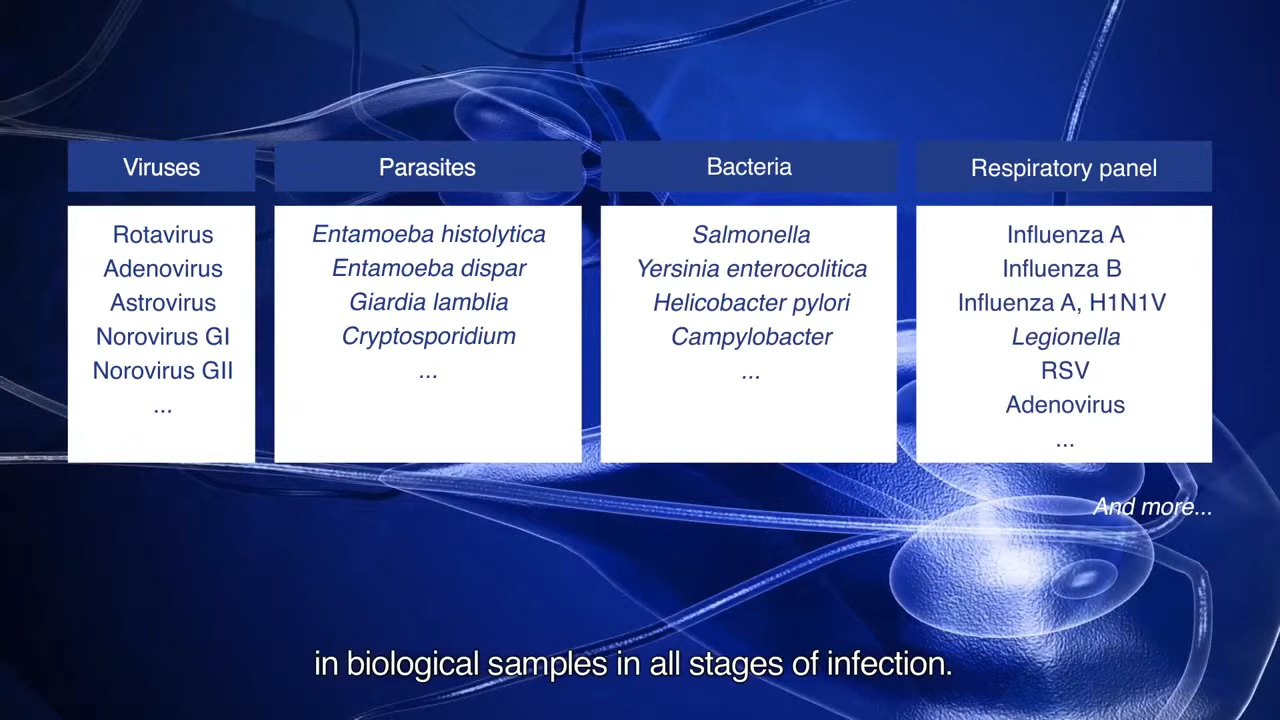 Viruses
Rotavirus
Adenovirus
Astrovirus
Norovirus GI
Norovirus GII
...
Parasites
Entamoeba histolytica
Entamoeba dispar
Giardia lamblia
Cryptosporidium
...
Bacteria
Salmonella
Yersinia enterocolitica
Helicobacter pylori
Campylobacter
...
Respiratory panel
Influenza A
Influenza B
Influenza A, H1N1V
Legionella
RSV
Adenovirus
...
And more...
in biological samples in all stages of infection.